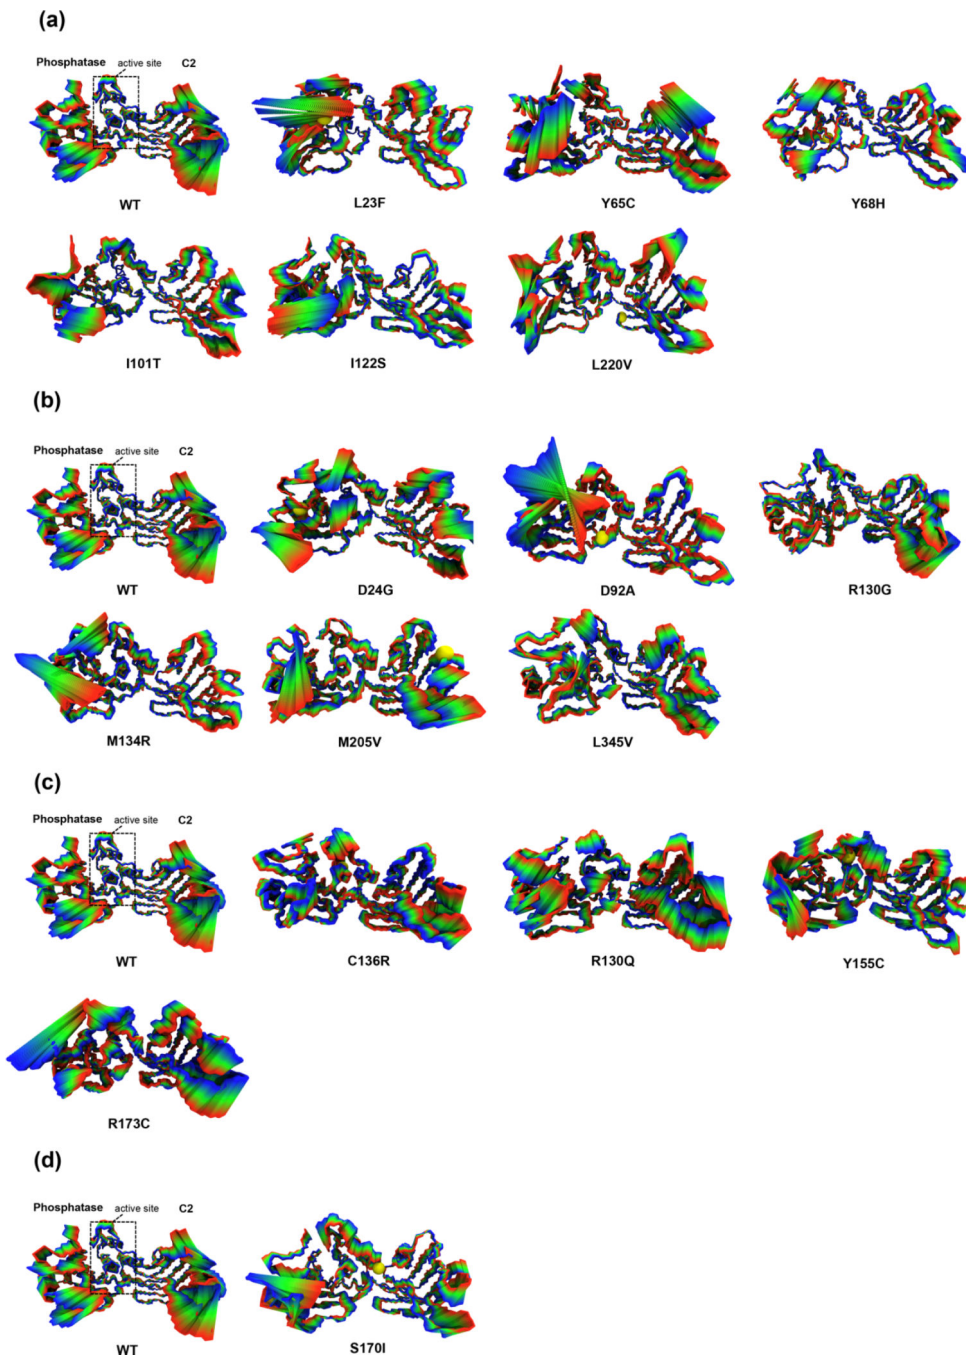 (a)
Phosphatase active site C2
WT
L23F
Y65C
Y68H
I101T
I122S
L220V
(b)
Phosphatase active site C2
WT
D24G
D92A
R130G
M134R
M205V
L345V
(c)
Phosphatase active site C2
WT
C136R
R130Q
Y155C
R173C
(d)
Phosphatase active site C2
WT
S170I